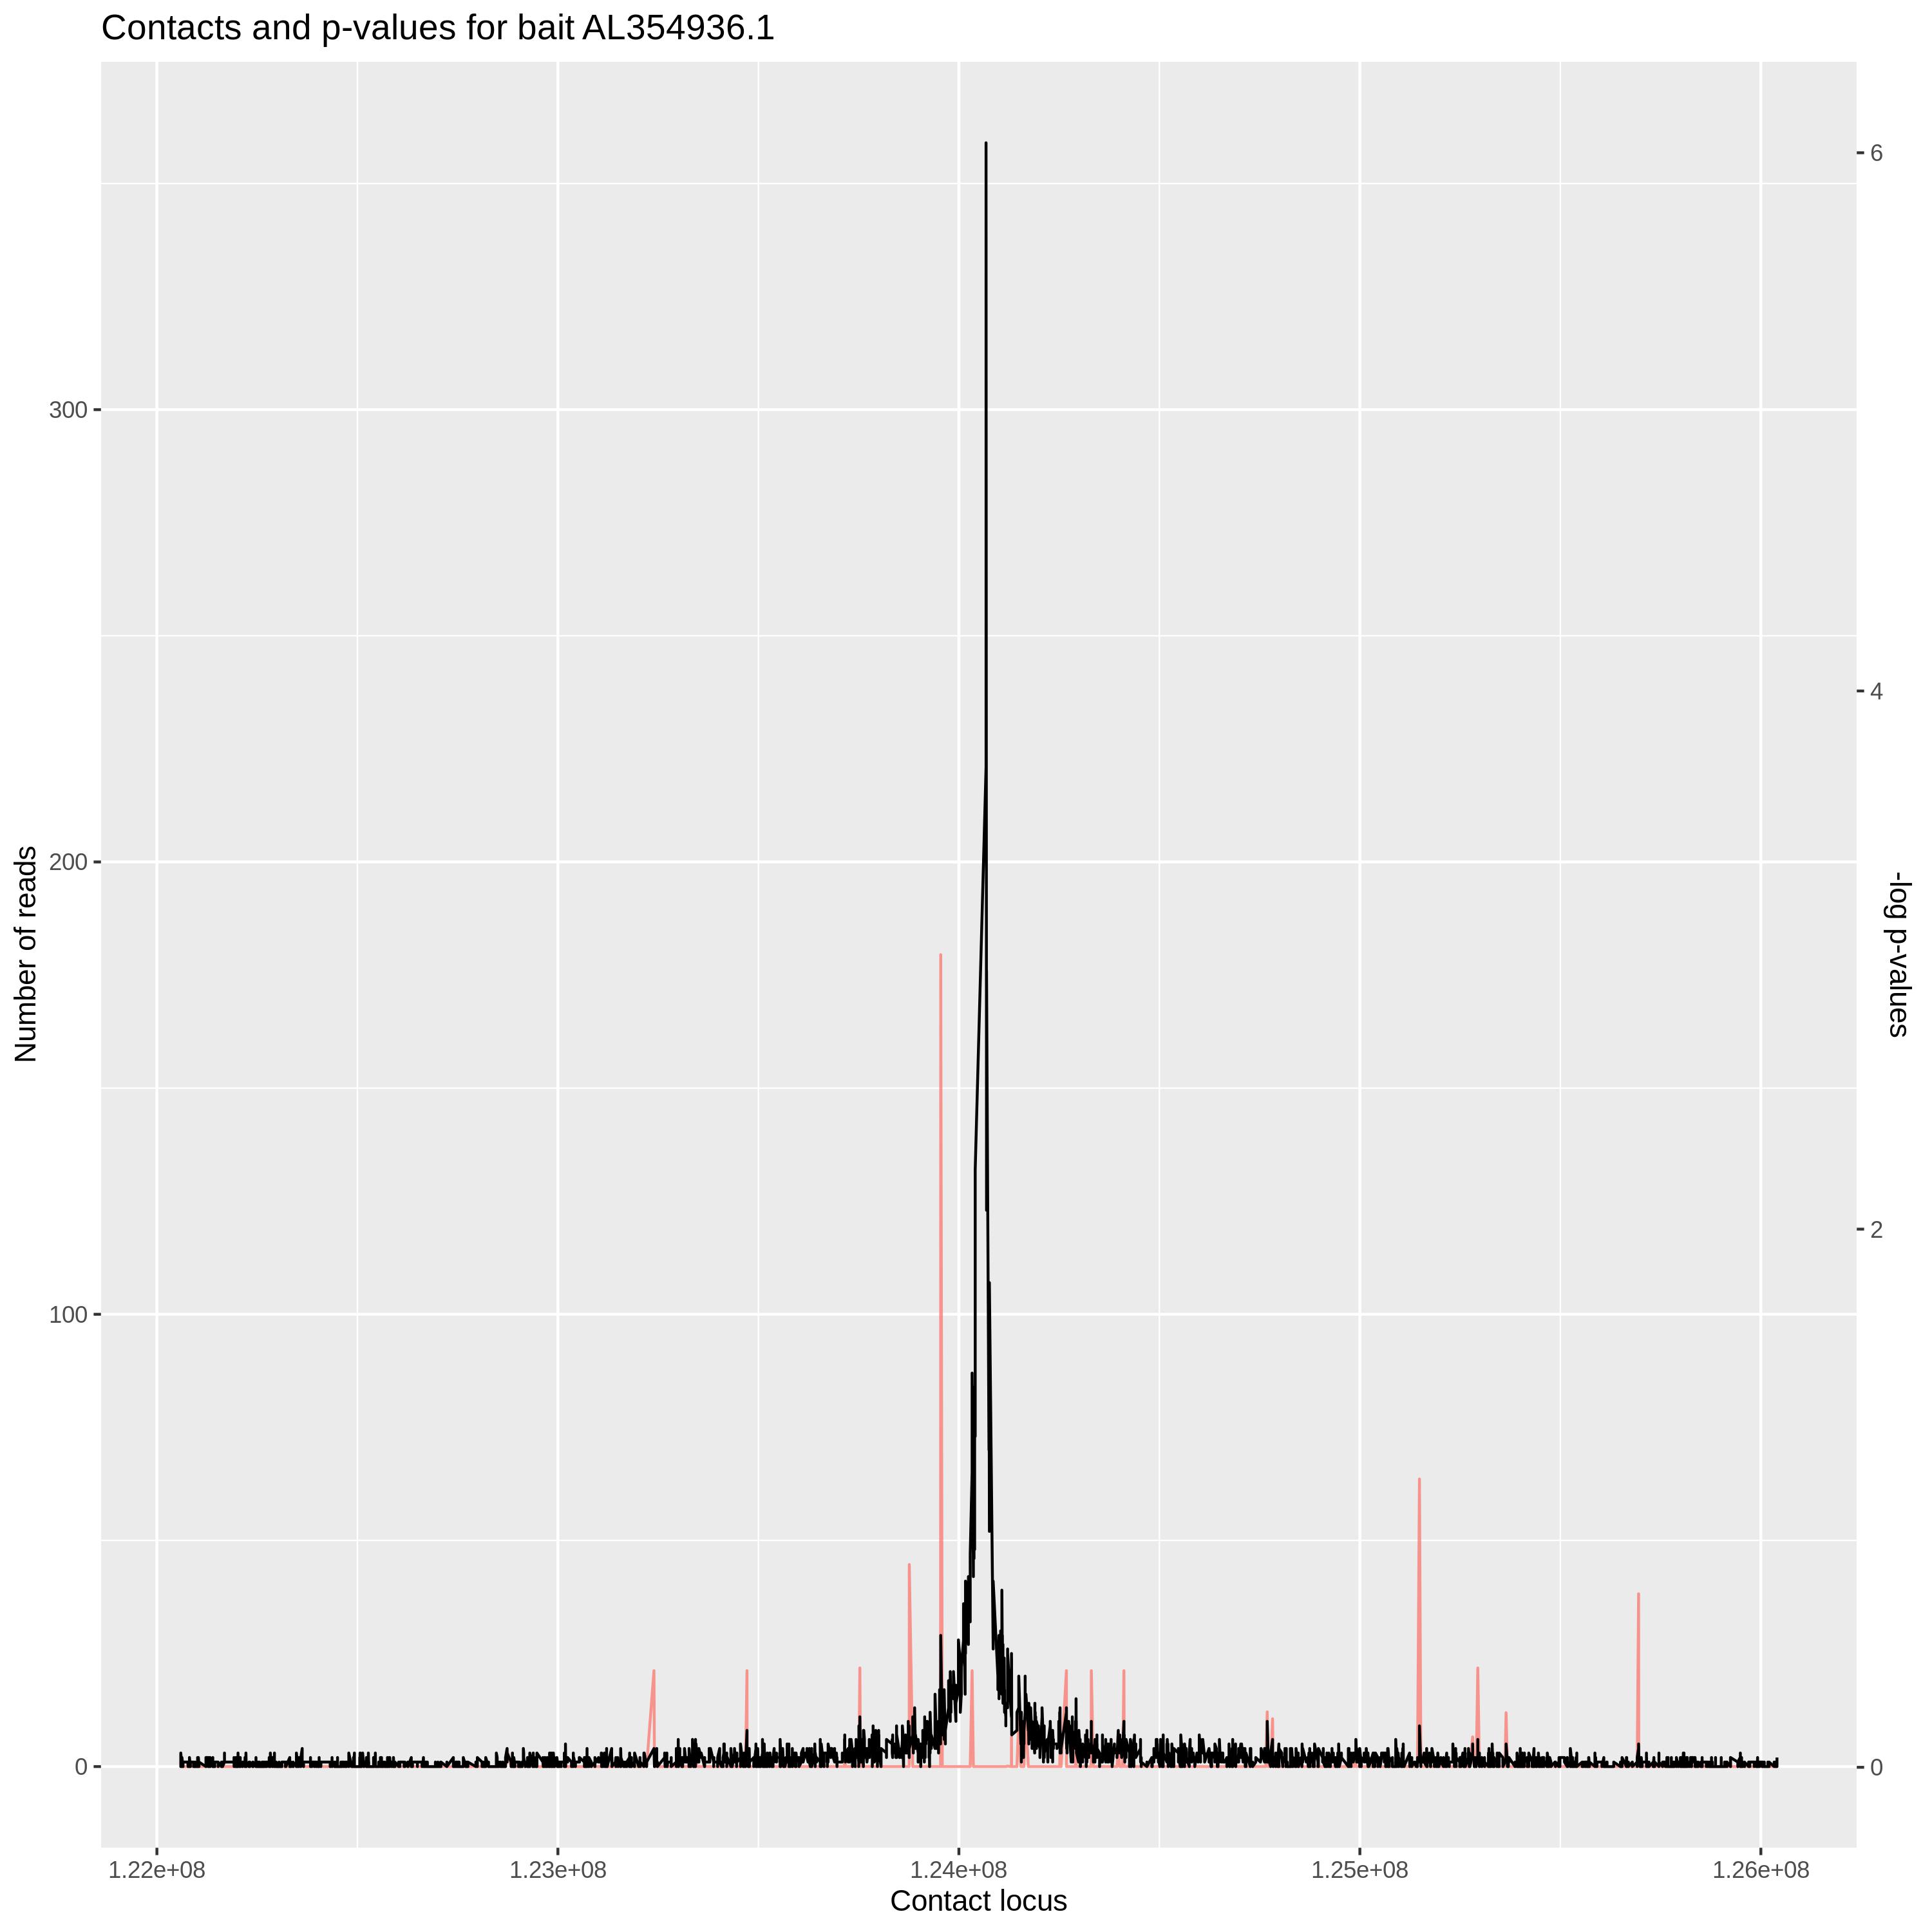 Contacts and p-values for bait AL354936.1
Number of reads
300
200
100
0
6
4
2
0
-log p-values
1.22e+08
1.23e+08
1.24e+08
1.25e+08
1.26e+08
Contact locus